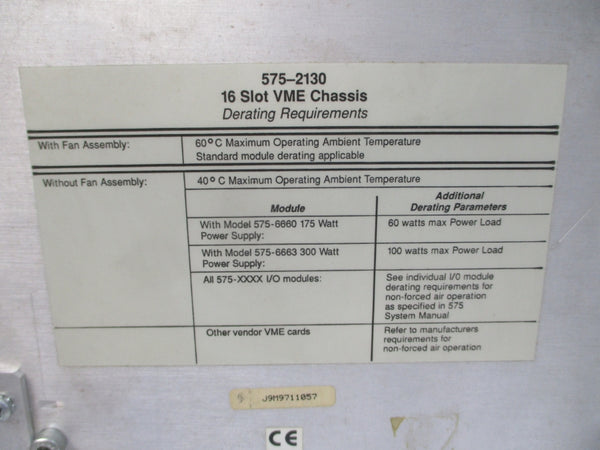 575–2130
16 Slot VME Chassis
Derating Requirements
With Fan Assembly:
60°C Maximum Operating Ambient Temperature
Standard module derating applicable
Without Fan Assembly:
40°C Maximum Operating Ambient Temperature
Module
Additional
Derating Parameters
With Model 575-6660 175 Watt
Power Supply:
60 watts max Power Load
With Model 575-6663 300 Watt
Power Supply:
100 watts max Power Load
All 575-XXXX I/O modules:
See individual I/0 module
derating requirements for
non-forced air operation
as specified in 575
System Manual
Other vendor VME cards
Refer to manufacturers
requirements for
non-forced air operation
J9M9711057
CE